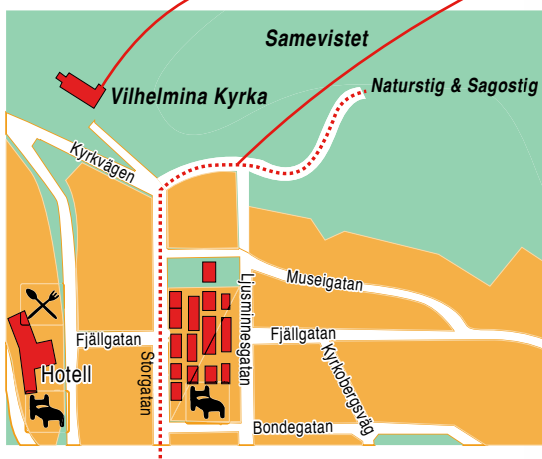 Samevistet
Naturstig & Sagostig
Vilhelmina Kyrka
Kyrkvägen
Museigatan
Ljusminnesgatan
Fjällgatan
Fjällgatan
Storgatan
Kyrkobergsväg
Hotell
Bondegatan